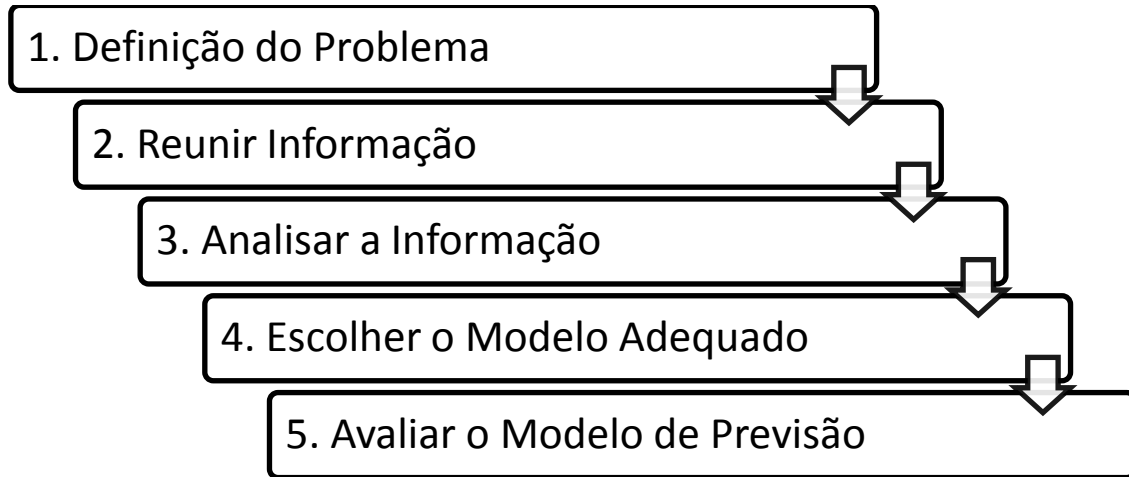 1. Definição do Problema
2. Reunir Informação
3. Analisar a Informação
4. Escolher o Modelo Adequado
5. Avaliar o Modelo de Previsão